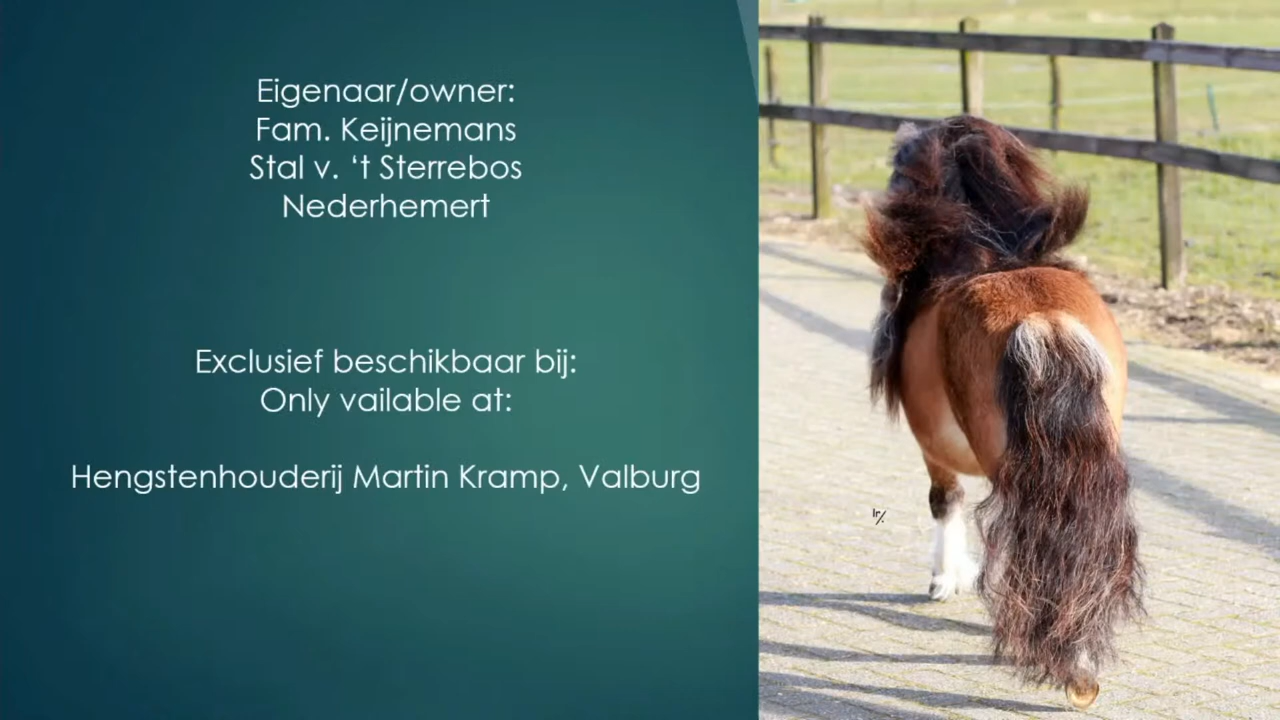 Eigenaar/owner:
Fam. Keijnemans
Stal v. ‘t Sterrebos
Nederhemert
Exclusief beschikbaar bij:
Only vailable at:
Hengstenhouderij Martin Kramp, Valburg